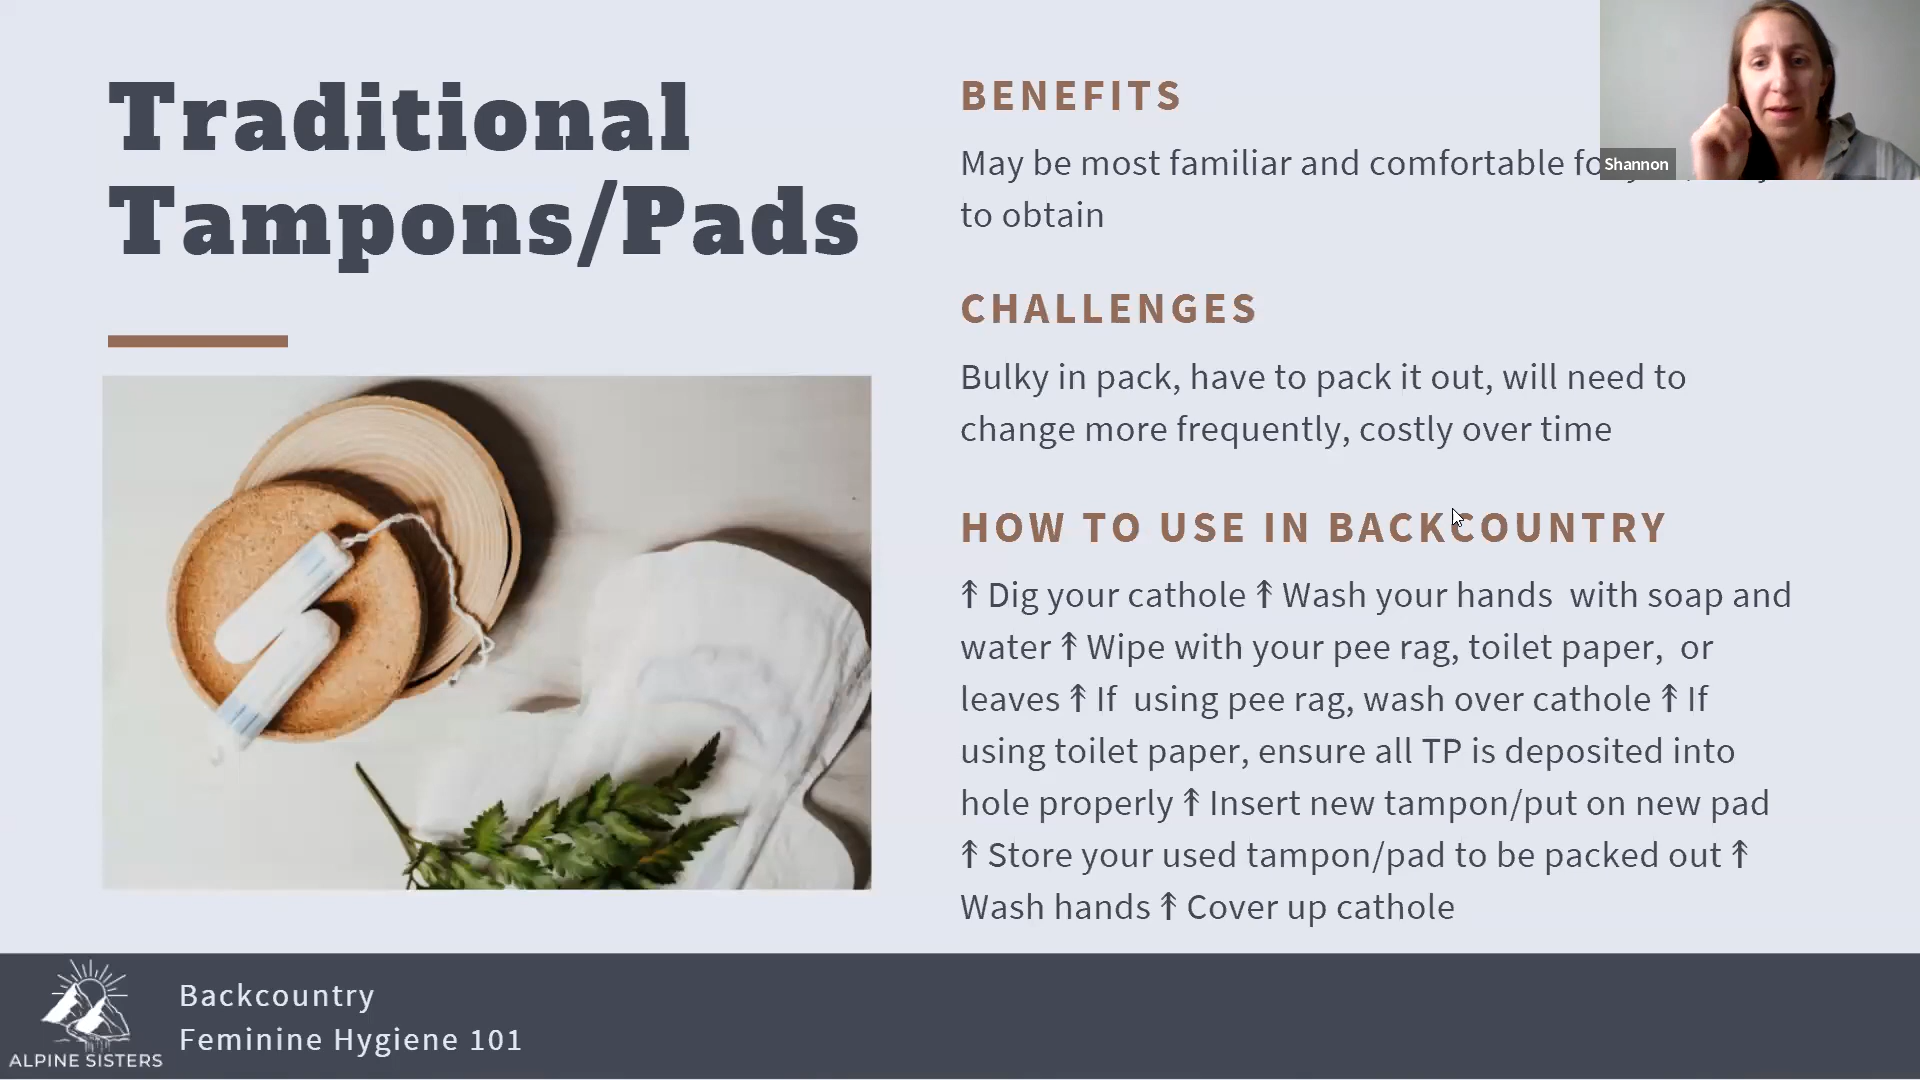 Traditional
Tampons/Pads
BENEFITS
May be most familiar and comfortable
to obtain
CHALLENGES
Bulky in pack, have to pack it out, will need to
change more frequently, costly over time
HOW TO USE IN BACKCOUNTRY
↟ Dig your cathole ↟ Wash your hands  with soap and
water ↟ Wipe with your pee rag, toilet paper,  or
leaves ↟ If  using pee rag, wash over cathole ↟ If
using toilet paper, ensure all TP is deposited into
hole properly ↟ Insert new tampon/put on new pad
↟ Store your used tampon/pad to be packed out ↟
Wash hands ↟ Cover up cathole
Shannon
ALPINE SISTERS
Backcountry
Feminine Hygiene 101